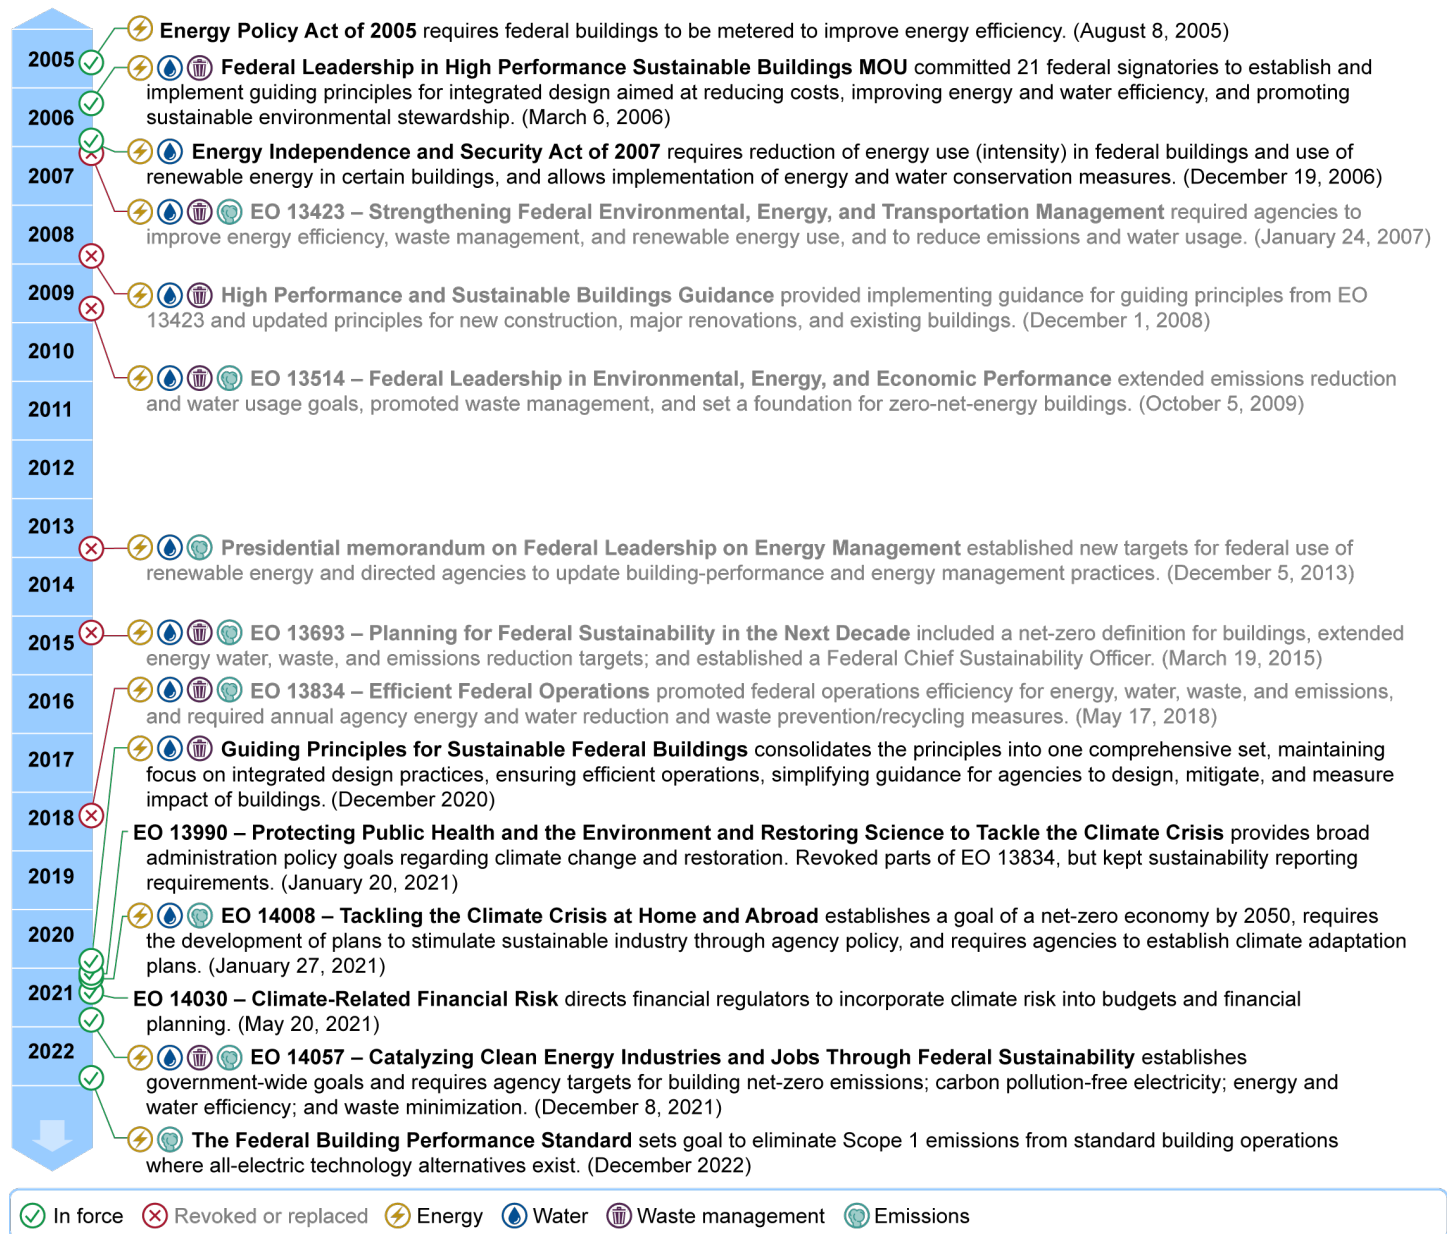 2005
2006
2007
2008
2009
2010
2011
2012
2013
2014
2015
2016
2017
2018
2019
2020
2021
2022
Energy Policy Act of 2005 requires federal buildings to be metered to improve energy efficiency. (August 8, 2005)
Federal Leadership in High Performance Sustainable Buildings MOU committed 21 federal signatories to establish and
implement guiding principles for integrated design aimed at reducing costs, improving energy and water efficiency, and promoting
sustainable environmental stewardship. (March 6, 2006)
Energy Independence and Security Act of 2007 requires reduction of energy use (intensity) in federal buildings and use of
renewable energy in certain buildings, and allows implementation of energy and water conservation measures. (December 19, 2006)
EO 13423 – Strengthening Federal Environmental, Energy, and Transportation Management required agencies to
improve energy efficiency, waste management, and renewable energy use, and to reduce emissions and water usage. (January 24, 2007)
High Performance and Sustainable Buildings Guidance provided implementing guidance for guiding principles from EO
13423 and updated principles for new construction, major renovations, and existing buildings. (December 1, 2008)
EO 13514 – Federal Leadership in Environmental, Energy, and Economic Performance extended emissions reduction
and water usage goals, promoted waste management, and set a foundation for zero-net-energy buildings. (October 5, 2009)
Presidential memorandum on Federal Leadership on Energy Management established new targets for federal use of
renewable energy and directed agencies to update building-performance and energy management practices. (December 5, 2013)
EO 13693 – Planning for Federal Sustainability in the Next Decade included a net-zero definition for buildings, extended
energy water, waste, and emissions reduction targets; and established a Federal Chief Sustainability Officer. (March 19, 2015)
EO 13834 – Efficient Federal Operations promoted federal operations efficiency for energy, water, waste, and emissions,
and required annual agency energy and water reduction and waste prevention/recycling measures. (May 17, 2018)
Guiding Principles for Sustainable Federal Buildings consolidates the principles into one comprehensive set, maintaining
focus on integrated design practices, ensuring efficient operations, simplifying guidance for agencies to design, mitigate, and measure
impact of buildings. (December 2020)
EO 13990 – Protecting Public Health and the Environment and Restoring Science to Tackle the Climate Crisis provides broad
administration policy goals regarding climate change and restoration. Revoked parts of EO 13834, but kept sustainability reporting
requirements. (January 20, 2021)
EO 14008 – Tackling the Climate Crisis at Home and Abroad establishes a goal of a net-zero economy by 2050, requires
the development of plans to stimulate sustainable industry through agency policy, and requires agencies to establish climate adaptation
plans. (January 27, 2021)
EO 14030 – Climate-Related Financial Risk directs financial regulators to incorporate climate risk into budgets and financial
planning. (May 20, 2021)
EO 14057 – Catalyzing Clean Energy Industries and Jobs Through Federal Sustainability establishes
government-wide goals and requires agency targets for building net-zero emissions; carbon pollution-free electricity; energy and
water efficiency; and waste minimization. (December 8, 2021)
The Federal Building Performance Standard sets goal to eliminate Scope 1 emissions from standard building operations
where all-electric technology alternatives exist. (December 2022)
In force Revoked or replaced Energy Water Waste management Emissions